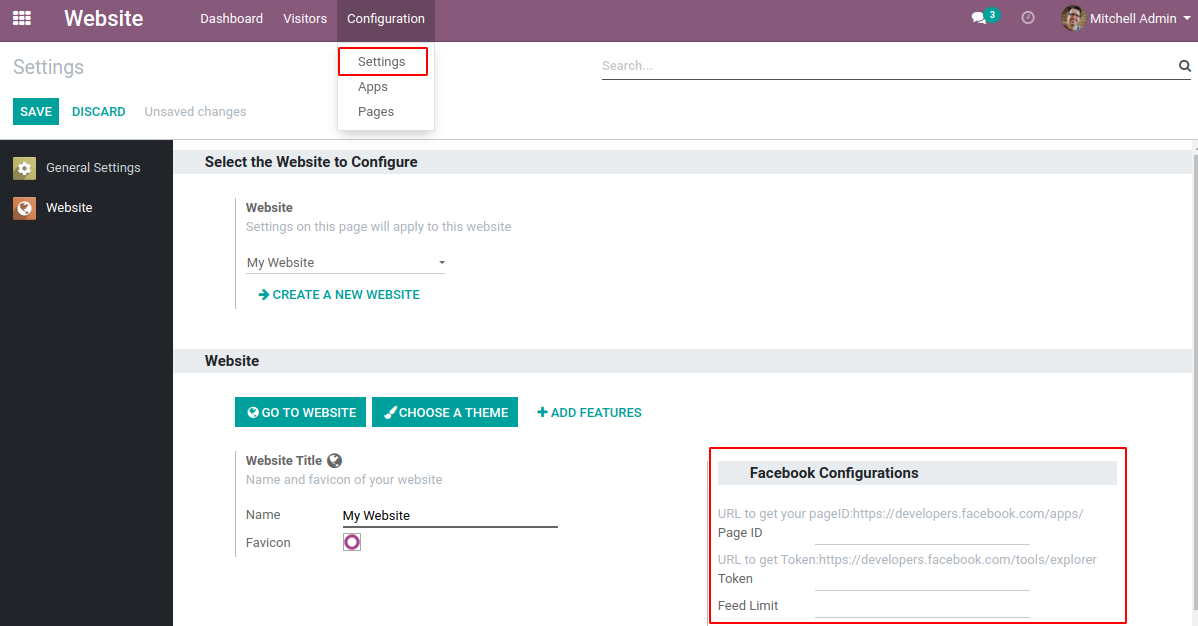 Website Dashboard Visitors Configuration 3 Mitchell Admin
Settings Search...
Settings
Apps
Pages
SAVE DISCARD Unsaved changes
General Settings
Website
Select the Website to Configure
Website
Settings on this page will apply to this website
My Website
CREATE A NEW WEBSITE
Website
GO TO WEBSITE CHOOSE A THEME ADD FEATURES
Website Title
Name and favicon of your website
Name My Website
Favicon
Facebook Configurations
URL to get your pageID:https://developers.facebook.com/apps/
Page ID
URL to get Token:https://developers.facebook.com/tools/explorer
Token
Feed Limit